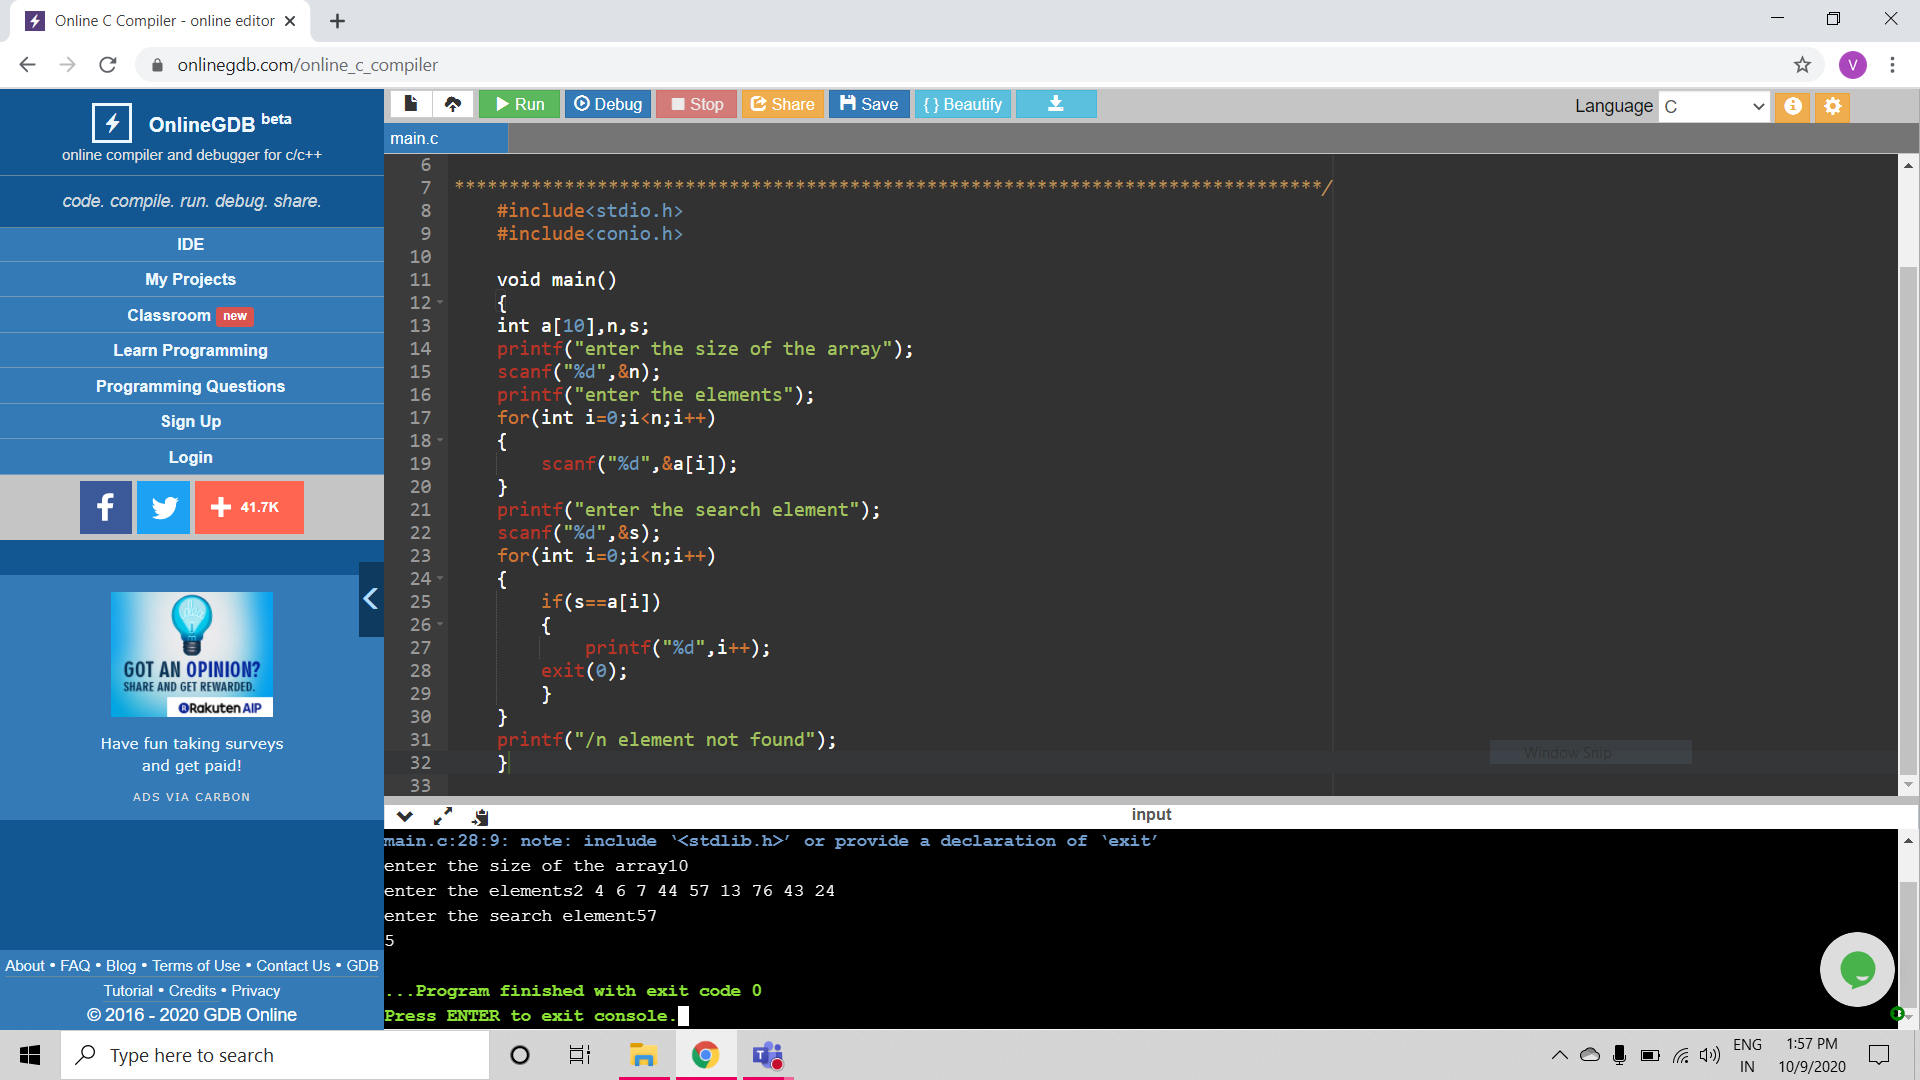 Online C Compiler - online editor
onlinegdb.com/online_c_compiler
V
OnlineGDB beta
online compiler and debugger for c/c++
code. compile. run. debug. share.
IDE
My Projects
Classroom new
Learn Programming
Programming Questions
Sign Up
Login
41.7K
GOT AN OPINION?
SHARE AND GET REWARDED.
Rakuten AIP
Have fun taking surveys
and get paid!
ADS VIA CARBON
About • FAQ • Blog • Terms of Use • Contact Us • GDB
Tutorial • Credits • Privacy
© 2016 - 2020 GDB Online
Run Debug Stop Share Save { } Beautify
Language C
main.c
6
7 *******************************************************************************/
8 #include<stdio.h>
9 #include<conio.h>
10
11 void main()
12 {
13 int a[10],n,s;
14 printf("enter the size of the array");
15 scanf("%d",&n);
16 printf("enter the elements");
17 for(int i=0;i<n;i++)
18 {
19 scanf("%d",&a[i]);
20 }
21 printf("enter the search element");
22 scanf("%d",&s);
23 for(int i=0;i<n;i++)
24 {
25 if(s==a[i])
26 {
27 printf("%d",i++);
28 exit(0);
29 }
30 }
31 printf("/n element not found");
32 }
33
Window Snip
input
main.c:28:9: note: include ‘<stdlib.h>’ or provide a declaration of ‘exit’
enter the size of the array10
enter the elements2 4 6 7 44 57 13 76 43 24
enter the search element57
5
...Program finished with exit code 0
Press ENTER to exit console.
Type here to search
ENG
IN
1:57 PM
10/9/2020